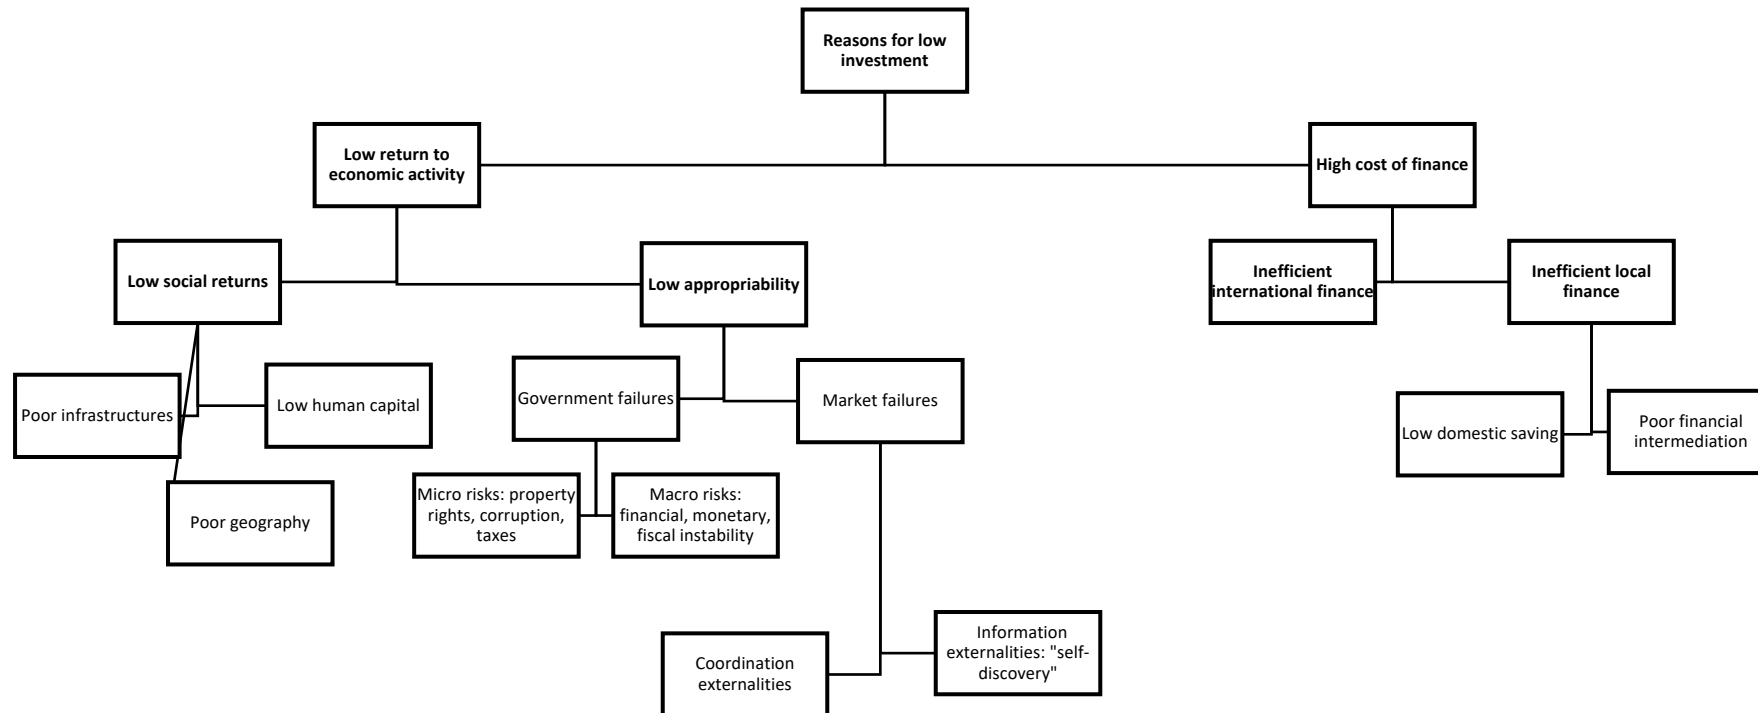 Reasons for low
investment
Low return to
economic activity
High cost of finance
Low social returns
Low appropriability
Inefficient
international finance
Inefficient local
finance
Poor infrastructures
Low human capital
Government failures
Market failures
Low domestic saving
Poor financial
intermediation
Poor geography
Micro risks: property
rights, corruption,
taxes
Macro risks:
financial, monetary,
fiscal instability
Coordination
externalities
Information
externalities: "self-
discovery"